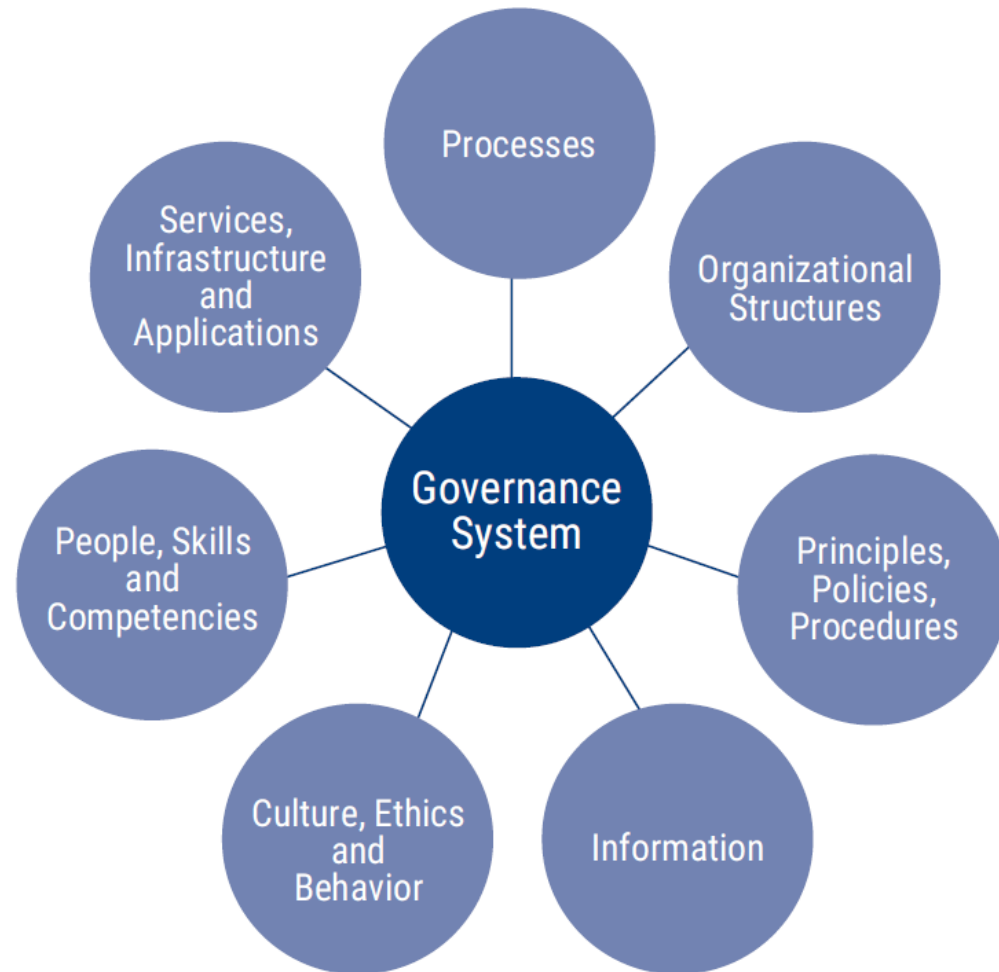 Processes
Organizational
Structures
Principles,
Policies,
Procedures
Information
Culture, Ethics
and
Behavior
People, Skills
and
Competencies
Services,
Infrastructure
and
Applications
Governance
System